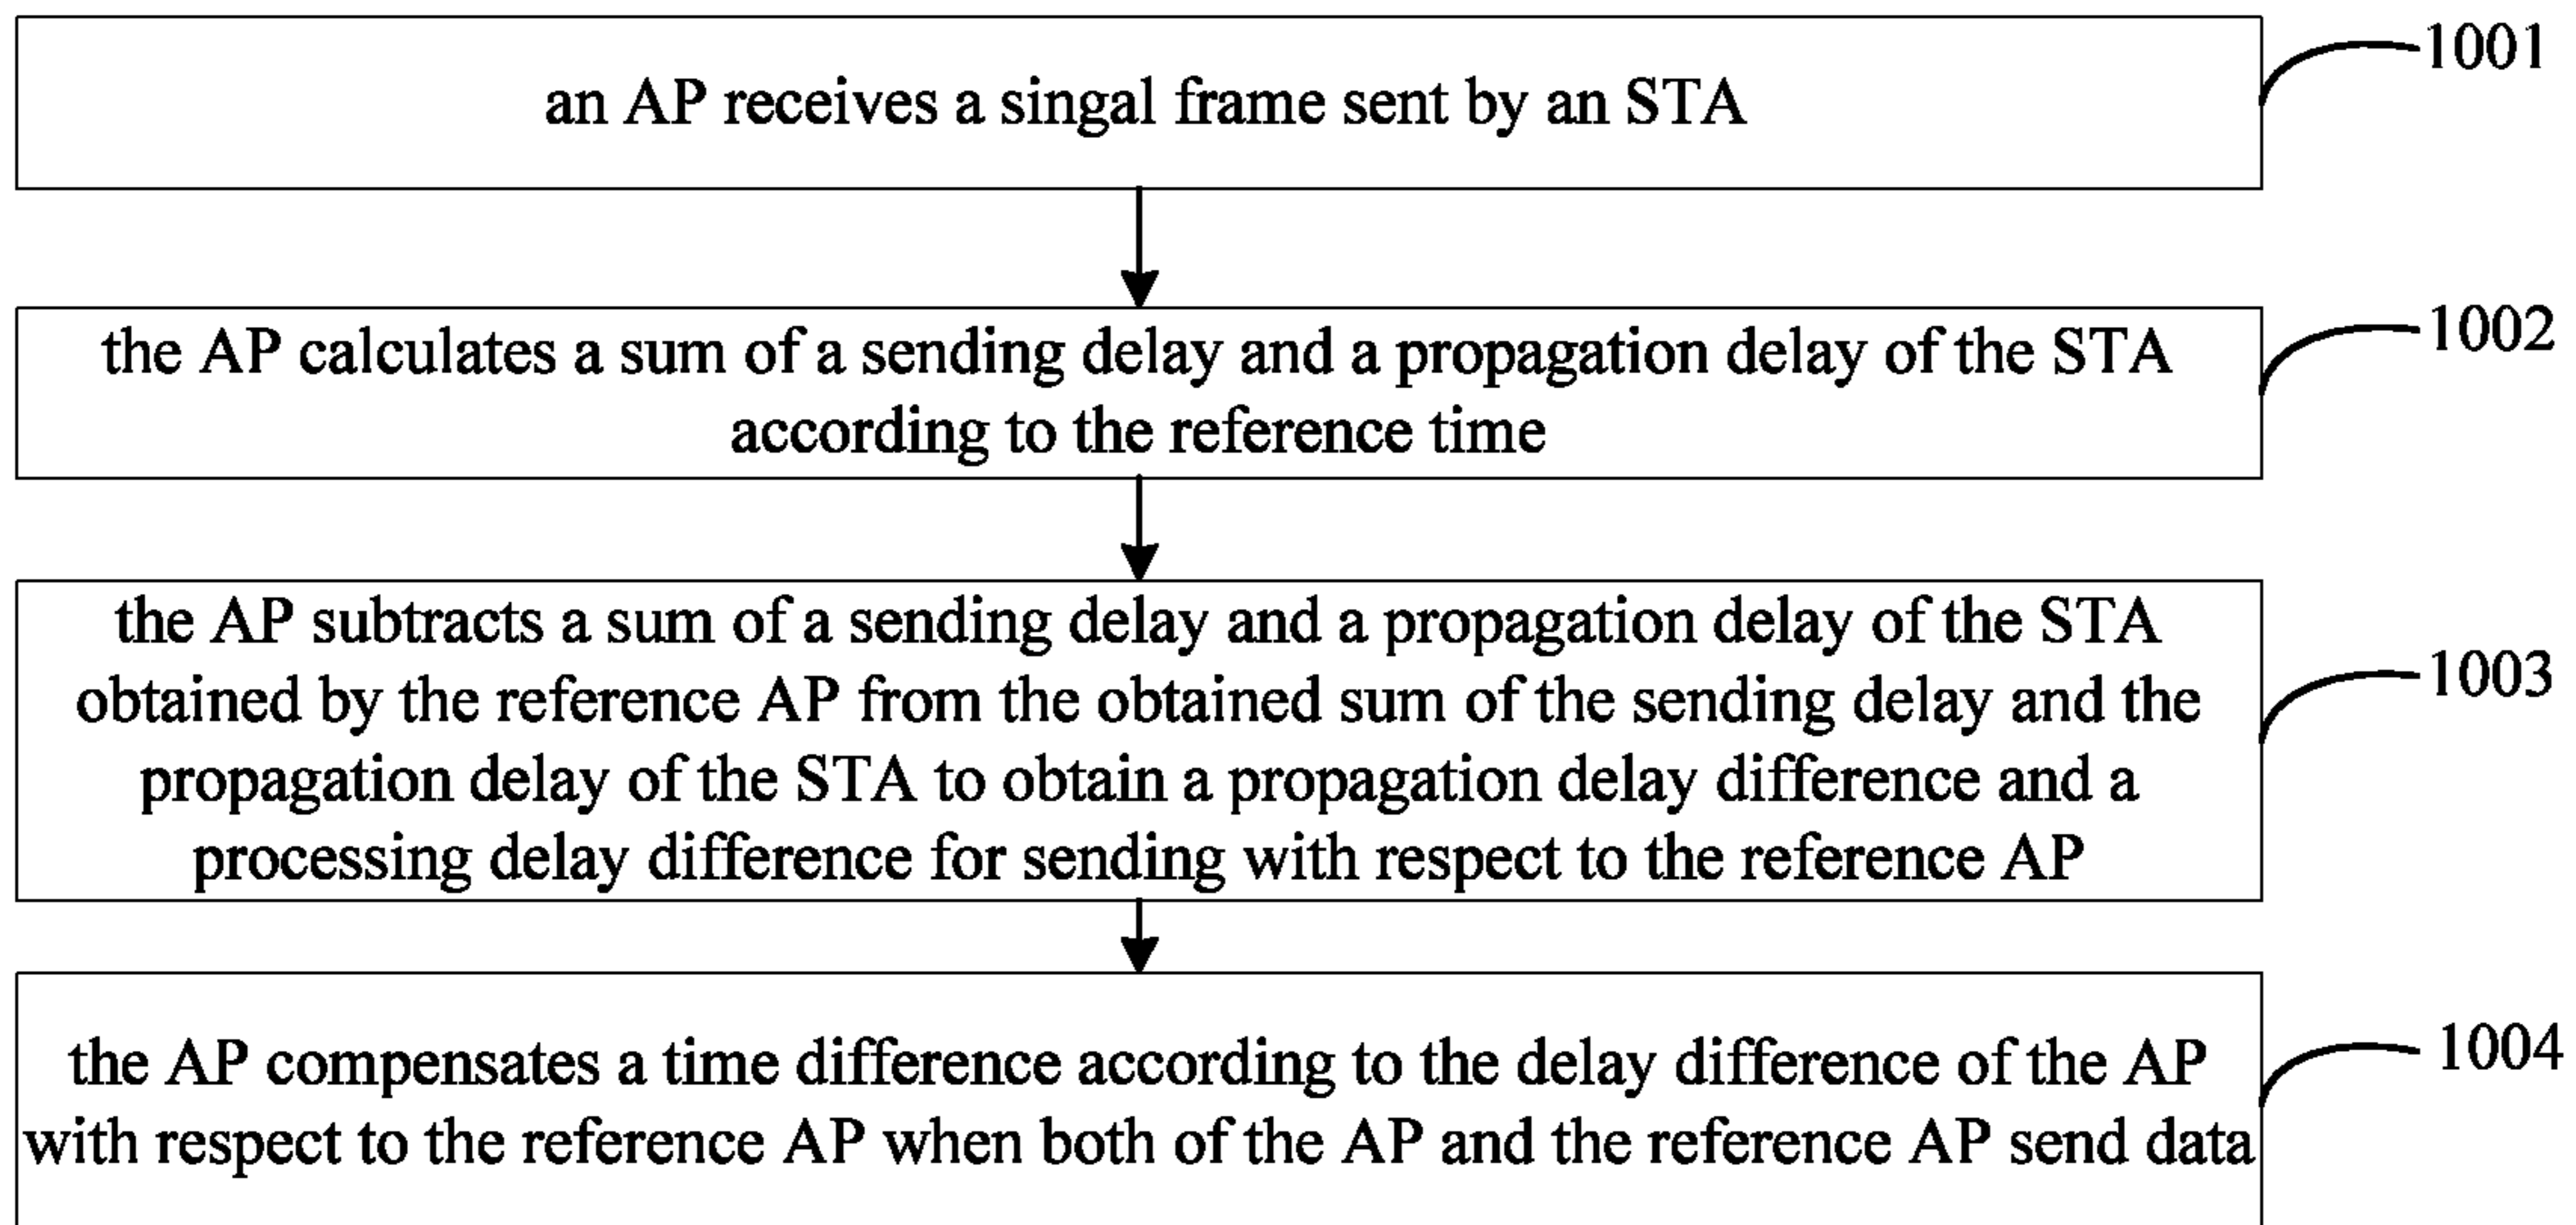 an AP receives a singal frame sent by an STA
1001
the AP calculates a sum of a sending delay and a propagation delay of the STA
according to the reference time
1002
the AP subtracts a sum of a sending delay and a propagation delay of the STA
obtained by the reference AP from the obtained sum of the sending delay and the
propagation delay of the STA to obtain a propagation delay difference and a
processing delay difference for sending with respect to the reference AP
1003
the AP compensates a time difference according to the delay difference of the AP
with respect to the reference AP when both of the AP and the reference AP send data
1004